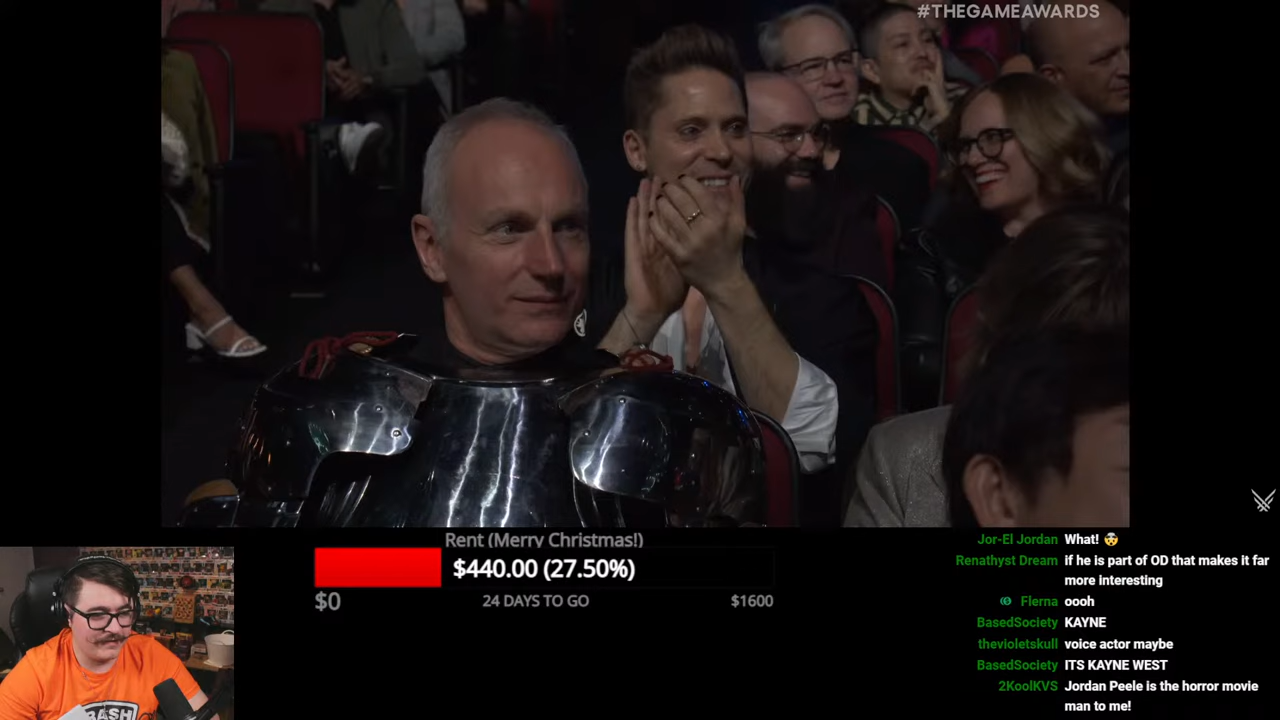 #THEGAMEAWARDS
Rent (Merry Christmas!)
$440.00 (27.50%)
$0 24 DAYS TO GO $1600
Jor-El Jordan What! 🤯
Renathyst Dream if he is part of OD that makes it far
more interesting
Flerna oooh
BasedSociety KAYNE
thevioletskull voice actor maybe
BasedSociety ITS KAYNE WEST
2KoolKVS Jordan Peele is the horror movie
man to me!